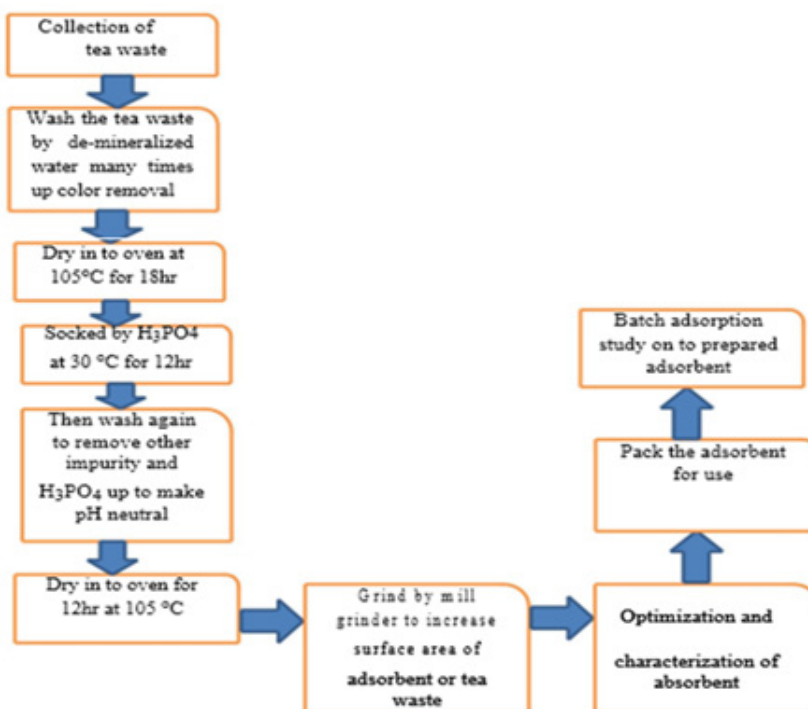 Collection of
tea waste
Wash the tea waste
by de-mineralized
water many times
up color removal
Dry in to oven at
105°C for 18hr
Socked by H₃PO4
at 30 °C for 12hr
Then wash again
to remove other
impurity and
H₃PO₄ up to make
pH neutral
Dry in to oven for
12hr at 105 °C
Grind by mill
grinder to increase
surface area of
adsorbent or tea
waste
Optimization and
characterization of
absorbent
Pack the adsorbent
for use
Batch adsorption
study on to prepared
adsorbent